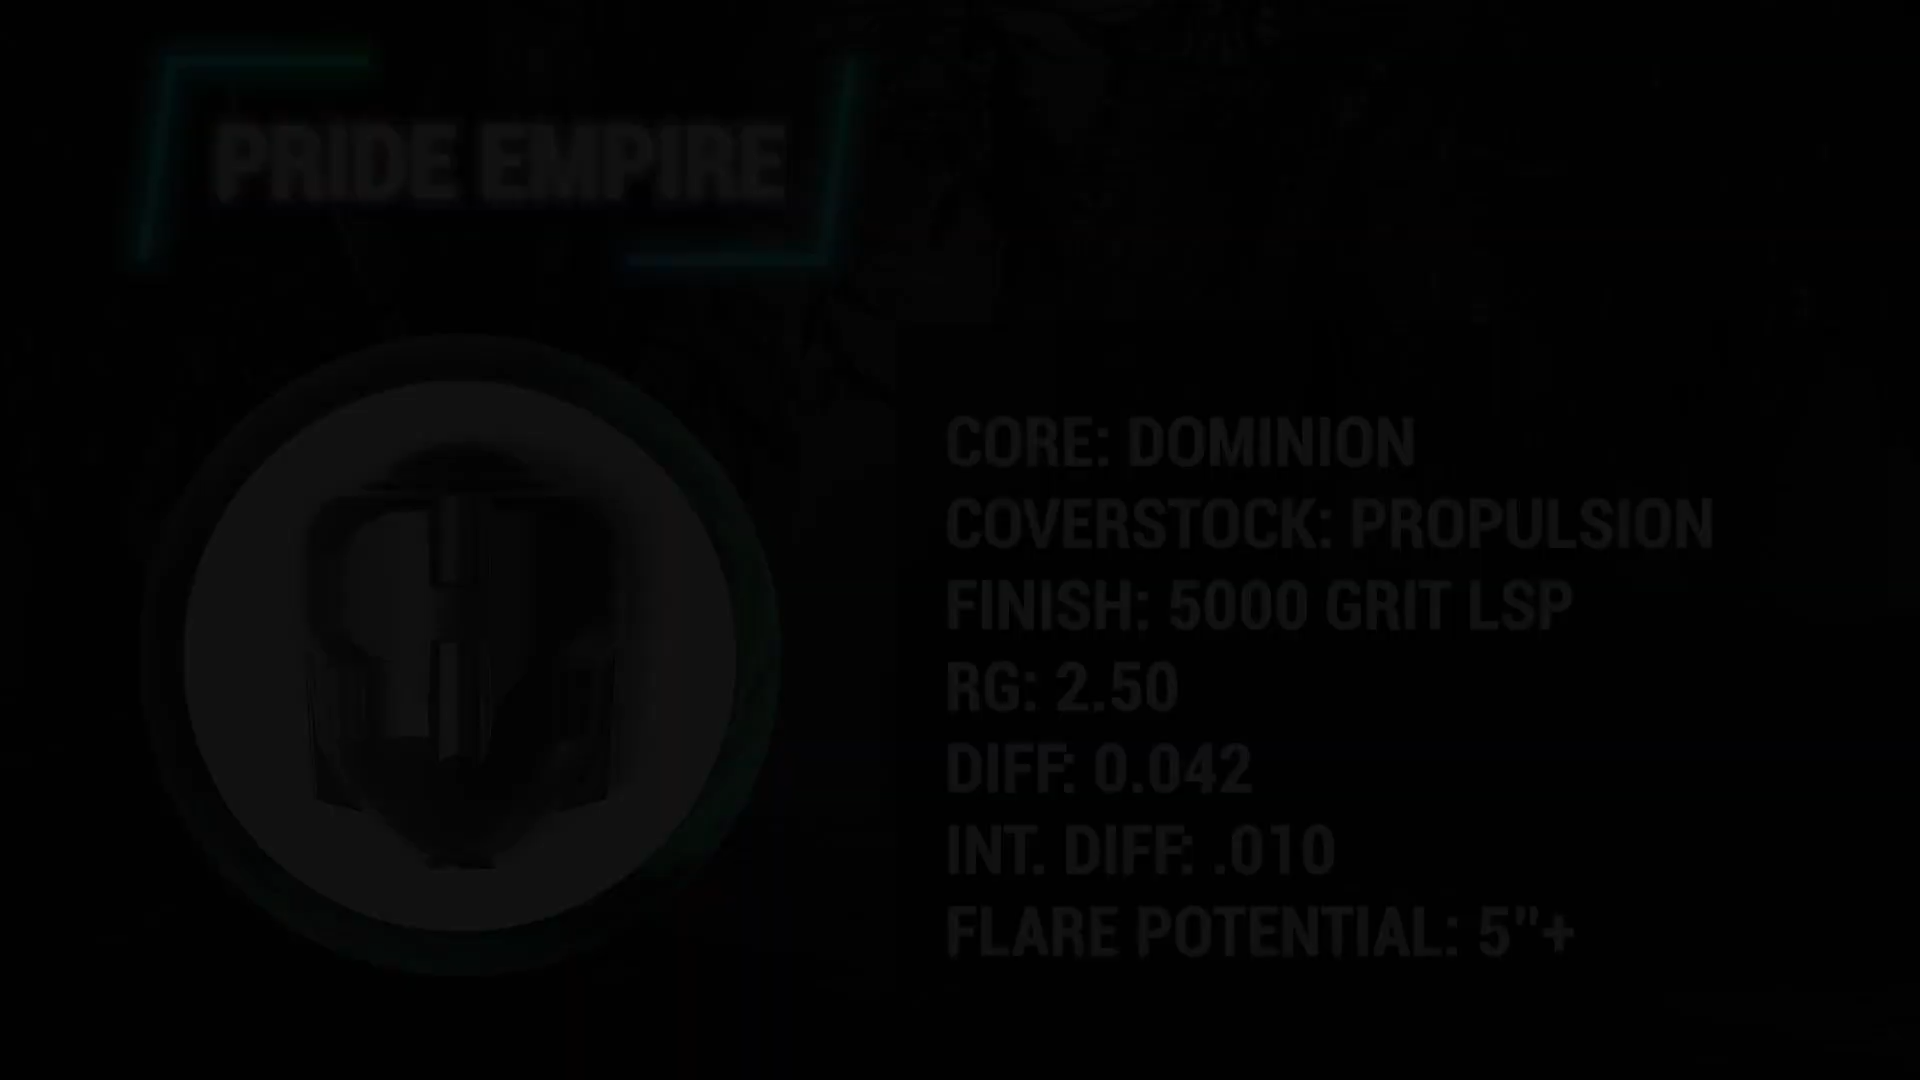 PRIDE EMPIRE
CORE: DOMINION
COVERSTOCK: PROPULSION
FINISH: 5000 GRIT LSP
RG: 2.50
DIFF: 0.042
INT. DIFF: .010
FLARE POTENTIAL: 5"+